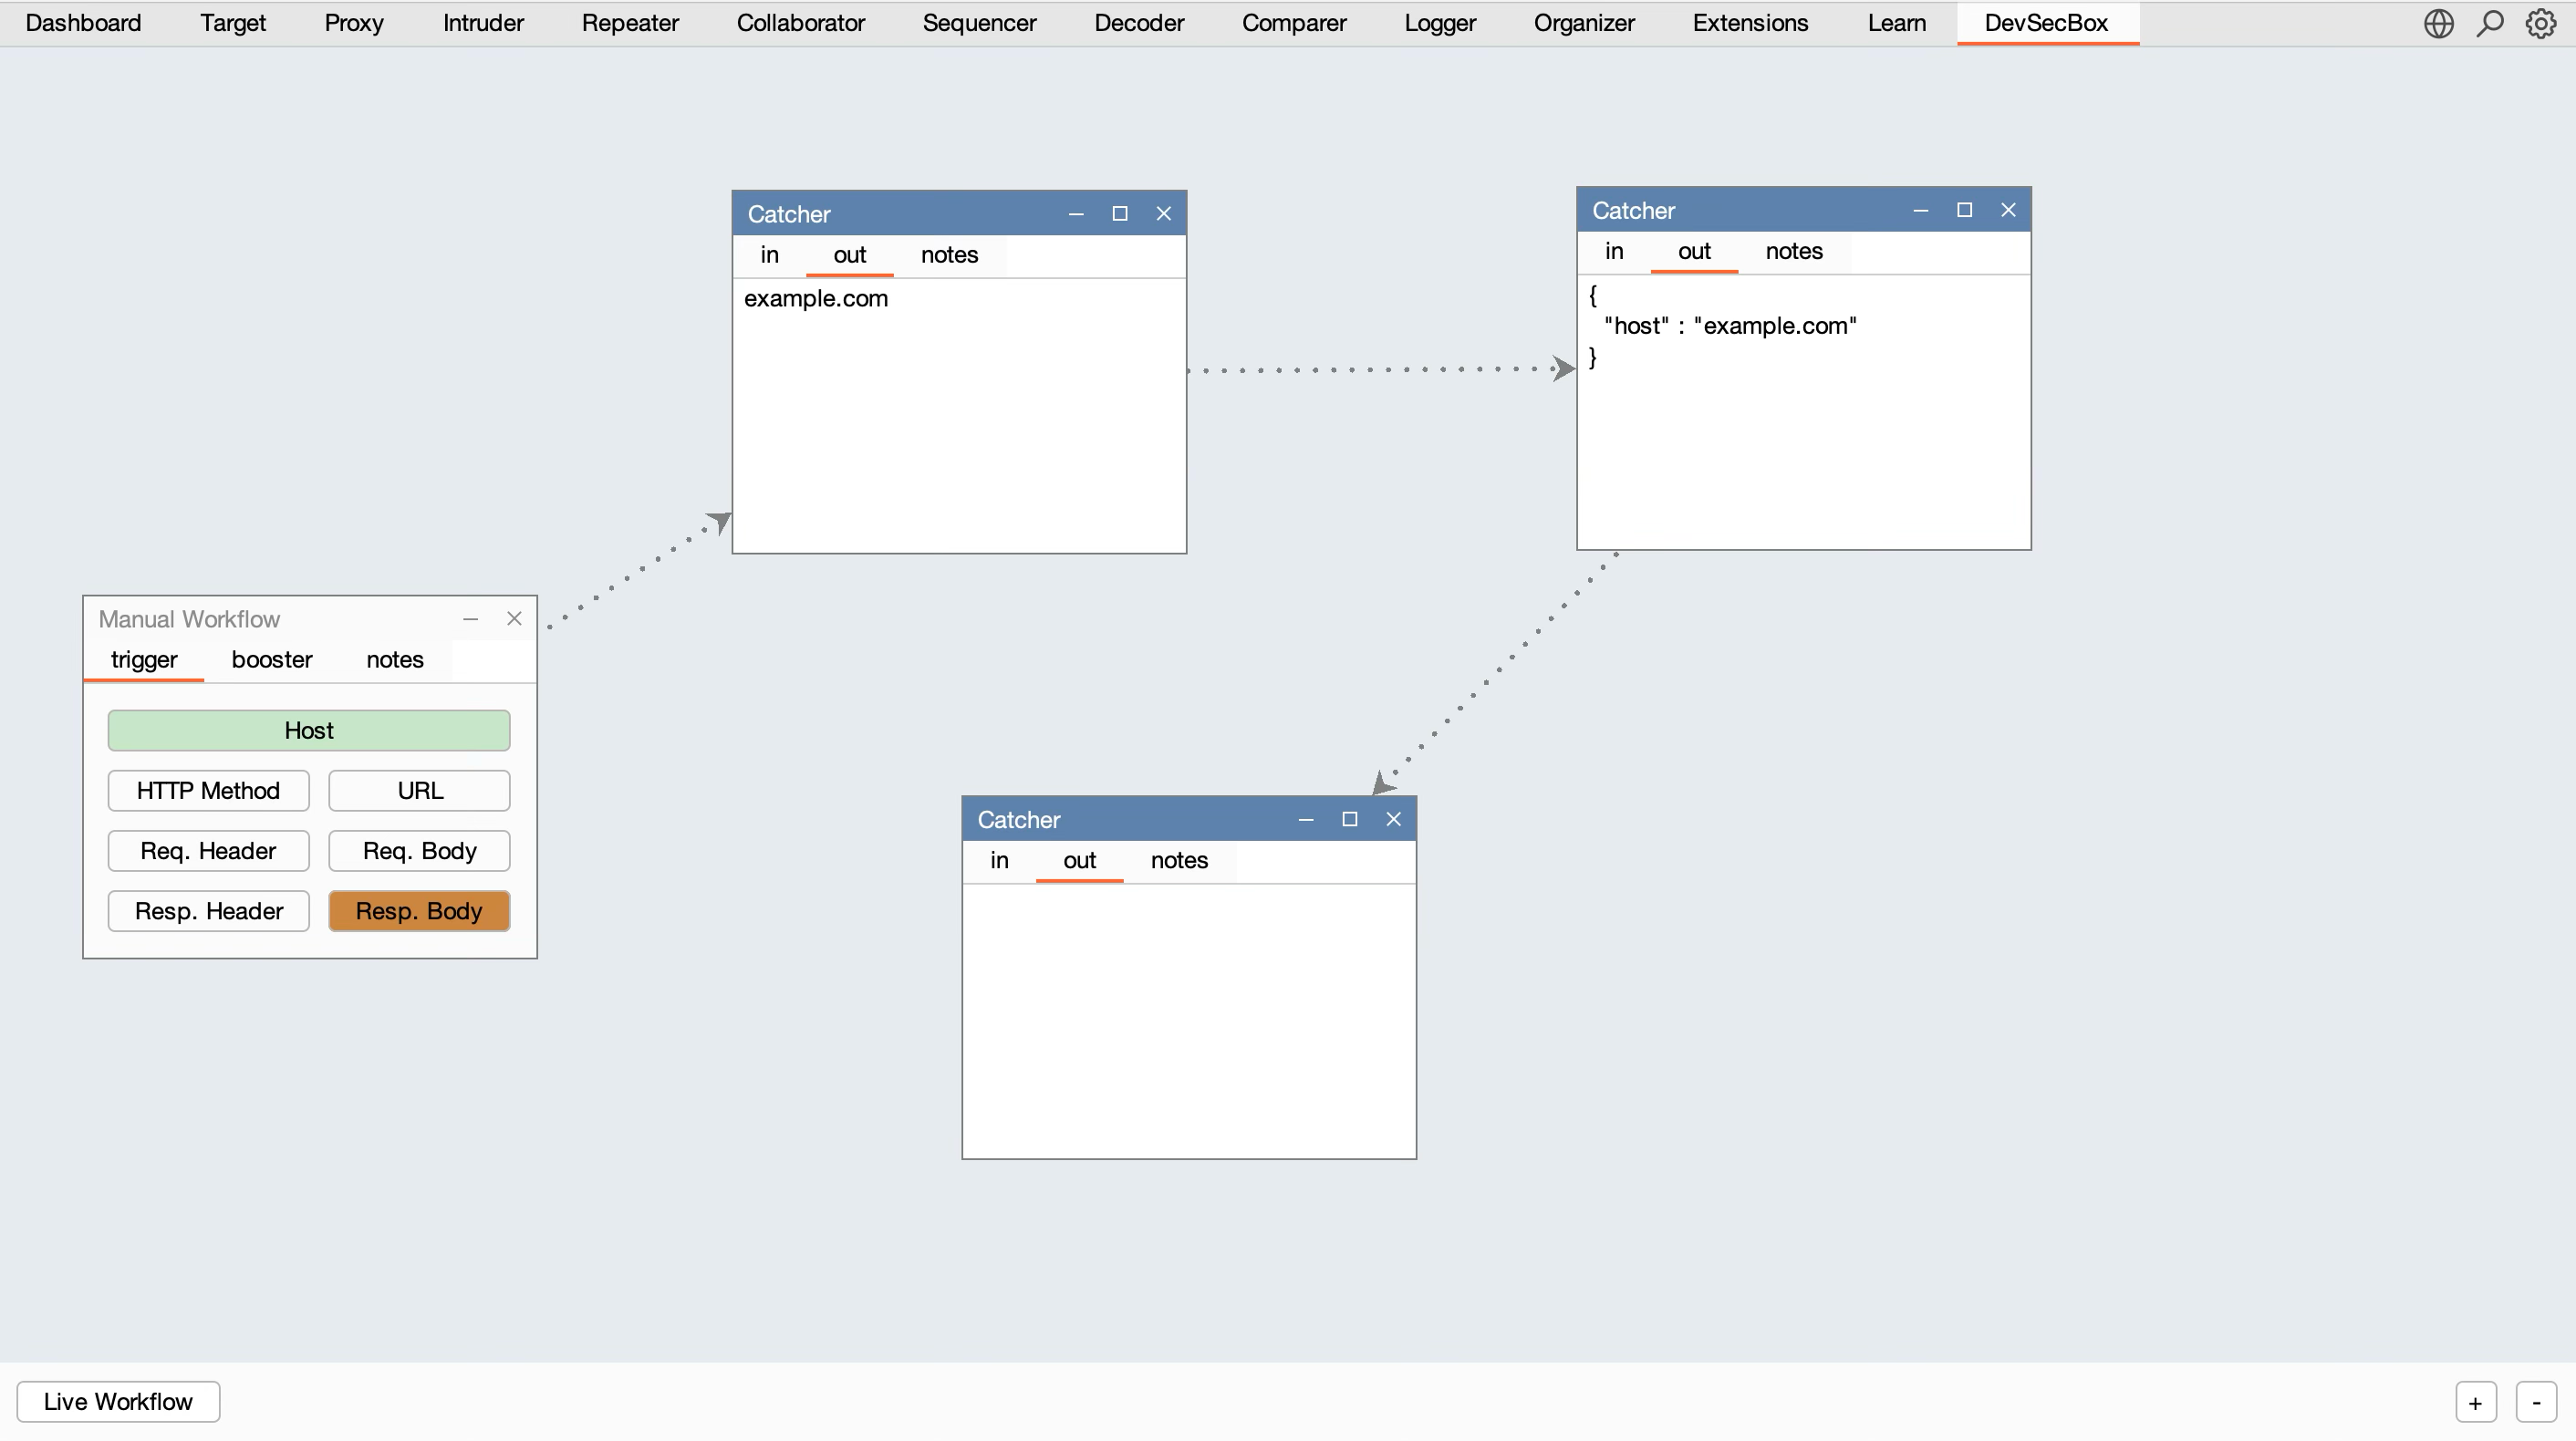 Dashboard Target Proxy Intruder Repeater Collaborator Sequencer Decoder Comparer Logger Organizer Extensions Learn DevSecBox
Catcher
in out notes
example.com
Catcher
in out notes
{
"host" : "example.com"
}
Manual Workflow
trigger booster notes
Host
HTTP Method URL
Req. Header Req. Body
Resp. Header Resp. Body
Catcher
in out notes
Live Workflow + -